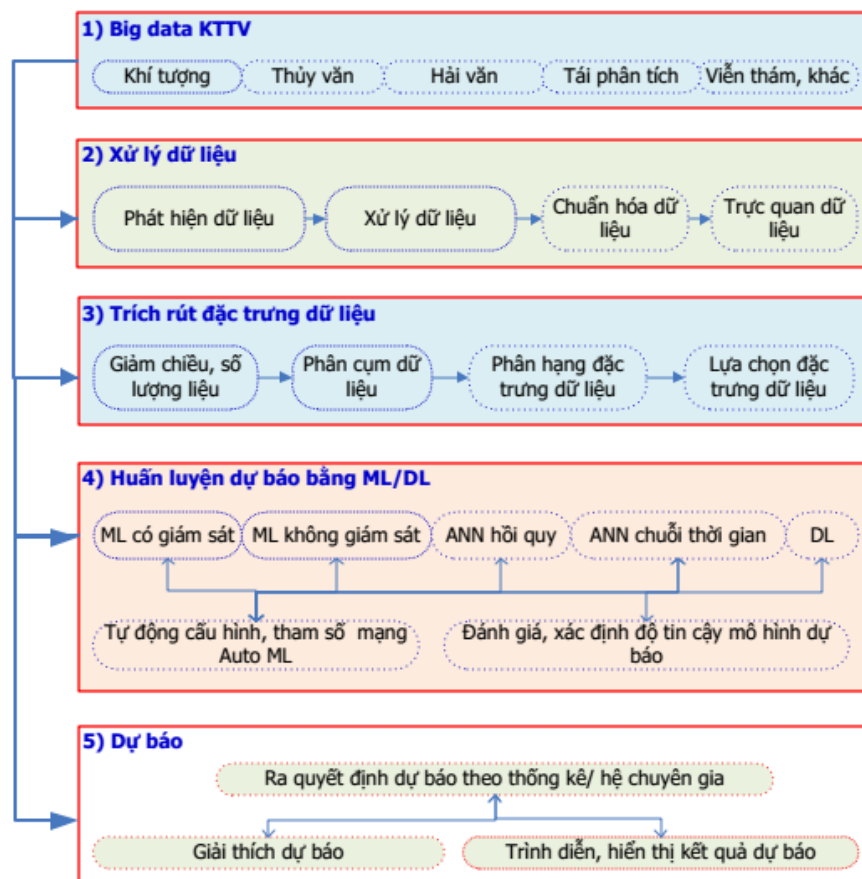 1) Big data KTTV
Khí tượng
Thủy văn
Hải văn
Tái phân tích
Viễn thám, khác
2) Xử lý dữ liệu
Phát hiện dữ liệu
Xử lý dữ liệu
Chuẩn hóa dữ
liệu
Trực quan dữ
liệu
3) Trích rút đặc trưng dữ liệu
Giảm chiều, số
lượng liệu
Phân cụm dữ
liệu
Phân hạng đặc
trưng dữ liệu
Lựa chọn đặc
trưng dữ liệu
4) Huấn luyện dự báo bằng ML/DL
ML có giám sát
ML không giám sát
ANN hồi quy
ANN chuỗi thời gian
DL
Tự động cấu hình, tham số mạng
Auto ML
Đánh giá, xác định độ tin cậy mô hình dự
báo
5) Dự báo
Ra quyết định dự báo theo thống kê/ hệ chuyên gia
Giải thích dự báo
Trình diễn, hiển thị kết quả dự báo